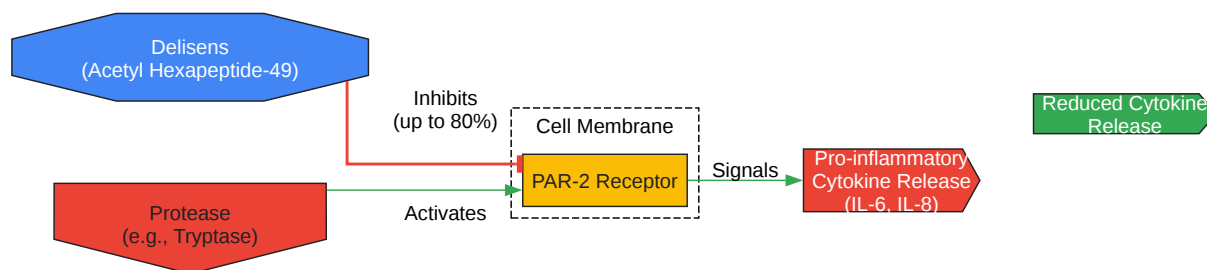 Delisens
(Acetyl Hexapeptide-49)
Inhibits
(up to 80%)
Cell Membrane
PAR-2 Receptor
Signals
Pro-inflammatory
Cytokine Release
(IL-6, IL-8)
Reduced Cytokine
Release
Protease
(e.g., Tryptase)
Activates